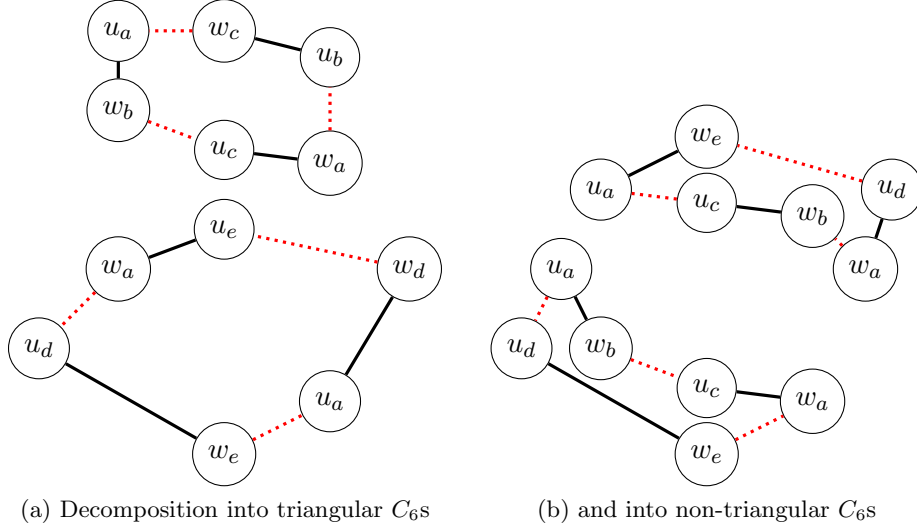 u_a w_c u_b
w_b u_c w_a
u_e
w_a w_d
u_d u_a
w_e
(a) Decomposition into triangular C_6s
w_e
u_a u_c w_b u_d
w_a
u_a
u_d w_b
u_c w_a
w_e
(b) and into non-triangular C_6s